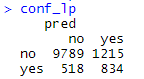 > conf_lp
pred
no yes
no 9789 1215
yes 518 834